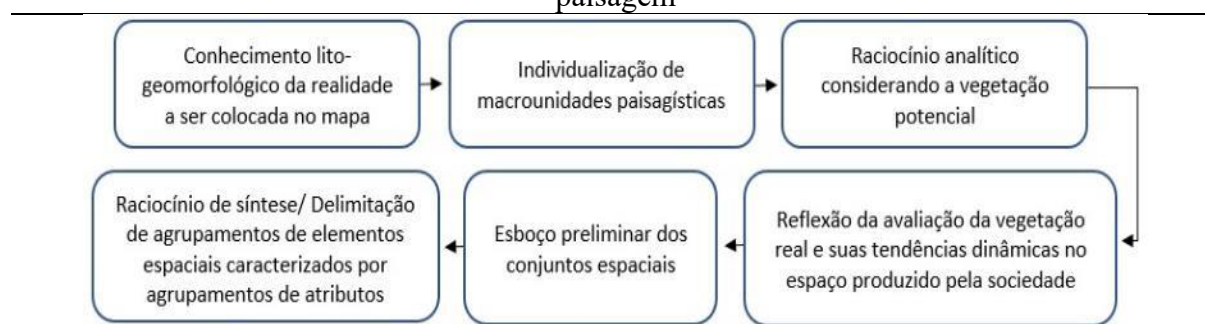 paisagem
Conhecimento lito-
geomorfológico da realidade
a ser colocada no mapa
Individualização de
macrounidades paisagísticas
Raciocínio analítico
considerando a vegetação
potencial
Reflexão da avaliação da vegetação
real e suas tendências dinâmicas no
espaço produzido pela sociedade
Esboço preliminar dos
conjuntos espaciais
Raciocínio de síntese/ Delimitação
de agrupamentos de elementos
espaciais caracterizados por
agrupamentos de atributos